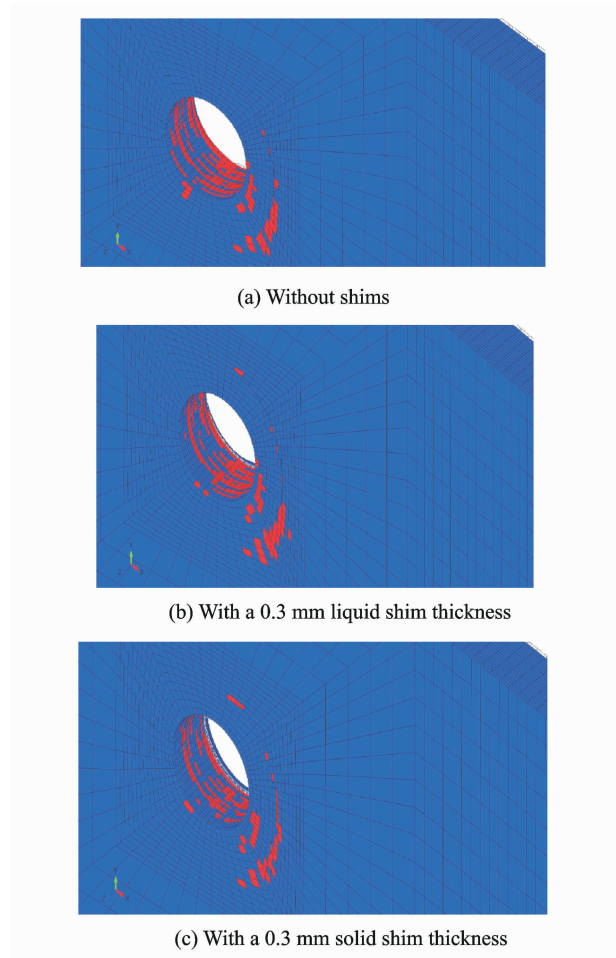 (a) Without shims
(b) With a 0.3 mm liquid shim thickness
(c) With a 0.3 mm solid shim thickness